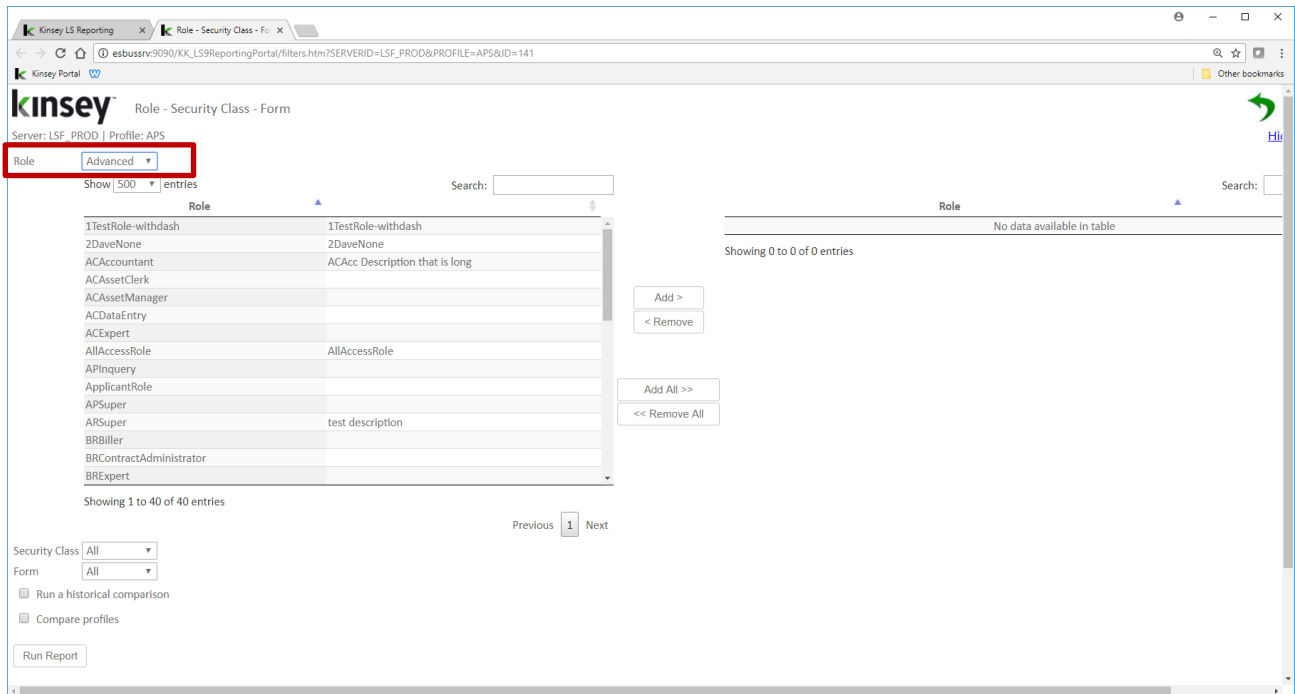 Kinsey LS Reporting
Role - Security Class - Fo
esbussrv:9090/KK_LS9ReportingPortal/filters.htm?SERVERID=LSF_PROD&PROFILE=APS&ID=141
Kinsey Portal
Other bookmarks
kinsey Role - Security Class - Form
Server: LSF_PROD | Profile: APS
Hi
Role Advanced
Show 500 entries Search: Search:
Role Role
1TestRole-withdash 1TestRole-withdash No data available in table
2DaveNone 2DaveNone
Showing 0 to 0 of 0 entries
ACAccountant ACAcc Description that is long
ACAssetClerk
ACAssetManager
Add >
ACDataEntry
< Remove
ACExpert
AllAccessRole AllAccessRole
APInquery
ApplicantRole
Add All >>
APSuper
<< Remove All
ARSuper test description
BRBiller
BRContractAdministrator
BRExpert
Showing 1 to 40 of 40 entries
Previous 1 Next
Security Class All
Form All
Run a historical comparison
Compare profiles
Run Report